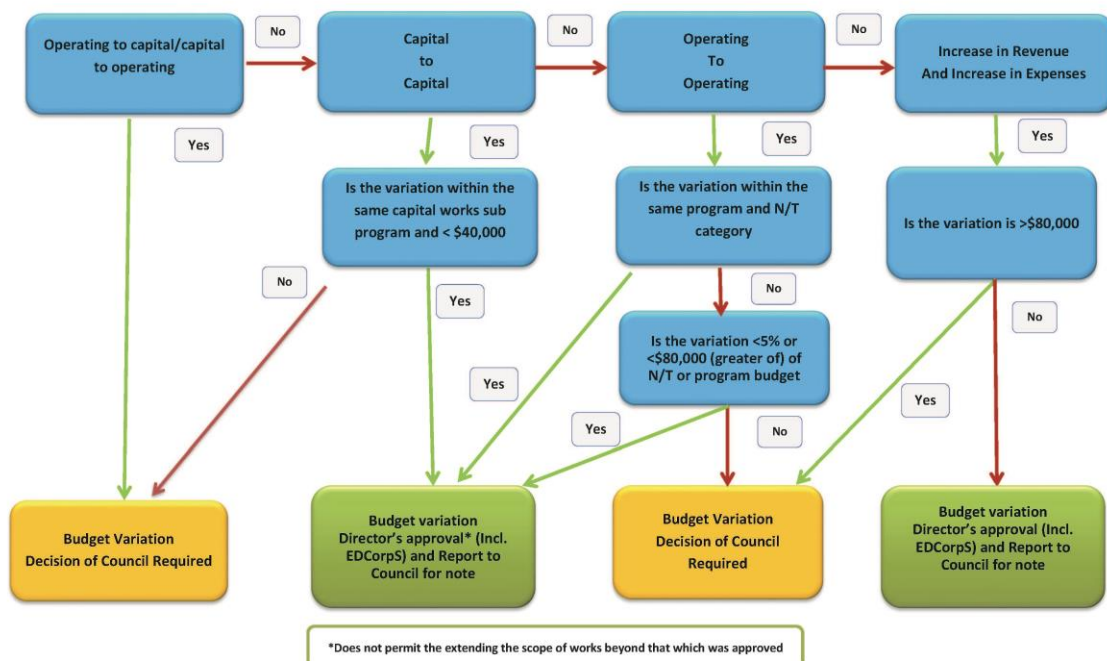 Operating to capital/capital
to operating
No
Capital
to
Capital
No
Operating
To
Operating
No
Increase in Revenue
And Increase in Expenses
Yes
Yes
Yes
Yes
Is the variation within the
same capital works sub
program and < $40,000
Is the variation within the
same program and N/T
category
Is the variation is >$80,000
No
Yes
No
No
Is the variation <5% or
<$80,000 (greater of) of
N/T or program budget
Yes
Yes
No
Yes
Budget Variation
Decision of Council Required
Budget variation
Director's approval* (Incl.
EDCorpS) and Report to
Council for note
Budget Variation
Decision of Council
Required
Budget variation
Director's approval (Incl.
EDCorpS) and Report to
Council for note
*Does not permit the extending the scope of works beyond that which was approved